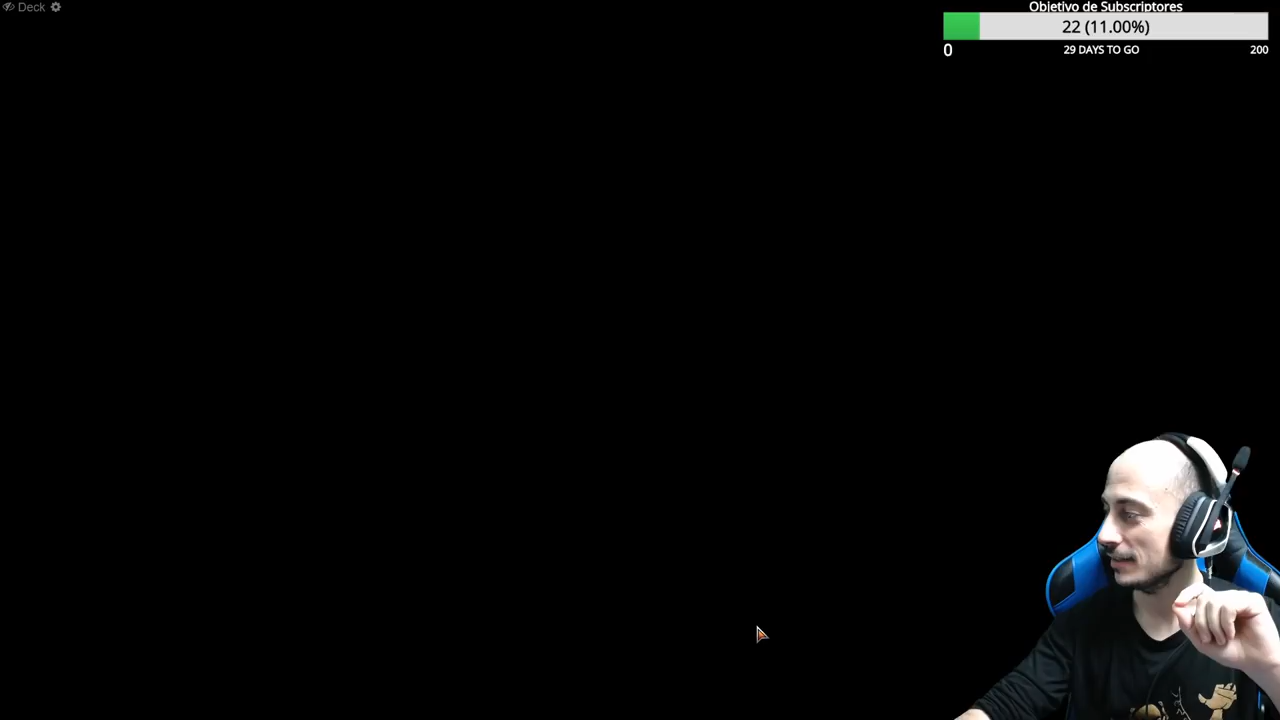 Deck
Objetivo de Subscriptores
22 (11.00%)
0
29 DAYS TO GO
200